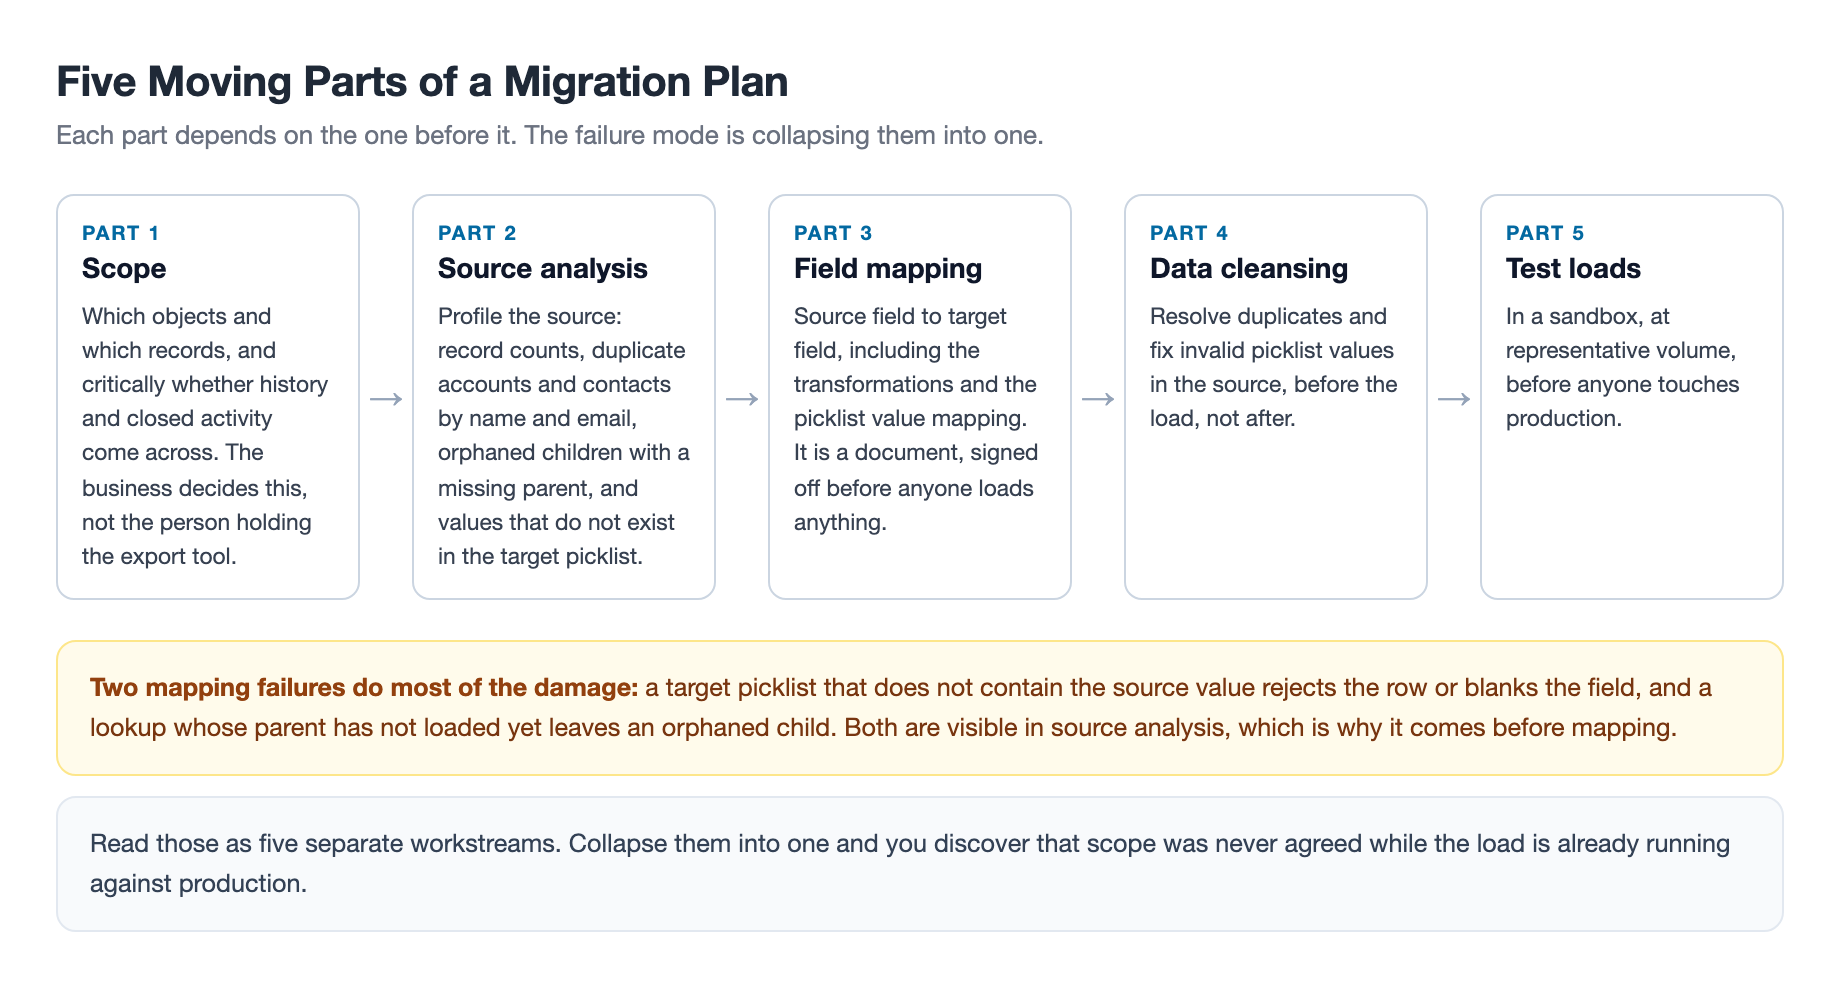 Five Moving Parts of a Migration Plan
Each part depends on the one before it. The failure mode is collapsing them into one.
PART 1
Scope
Which objects and
which records, and
critically whether history
and closed activity
come across. The
business decides this,
not the person holding
the export tool.
→
PART 2
Source analysis
Profile the source:
record counts, duplicate
accounts and contacts
by name and email,
orphaned children with a
missing parent, and
values that do not exist
in the target picklist.
→
PART 3
Field mapping
Source field to target
field, including the
transformations and the
picklist value mapping.
It is a document, signed
off before anyone loads
anything.
→
PART 4
Data cleansing
Resolve duplicates and
fix invalid picklist values
in the source, before the
load, not after.
→
PART 5
Test loads
In a sandbox, at
representative volume,
before anyone touches
production.
Two mapping failures do most of the damage: a target picklist that does not contain the source value rejects the row or blanks the field, and a
lookup whose parent has not loaded yet leaves an orphaned child. Both are visible in source analysis, which is why it comes before mapping.
Read those as five separate workstreams. Collapse them into one and you discover that scope was never agreed while the load is already running
against production.